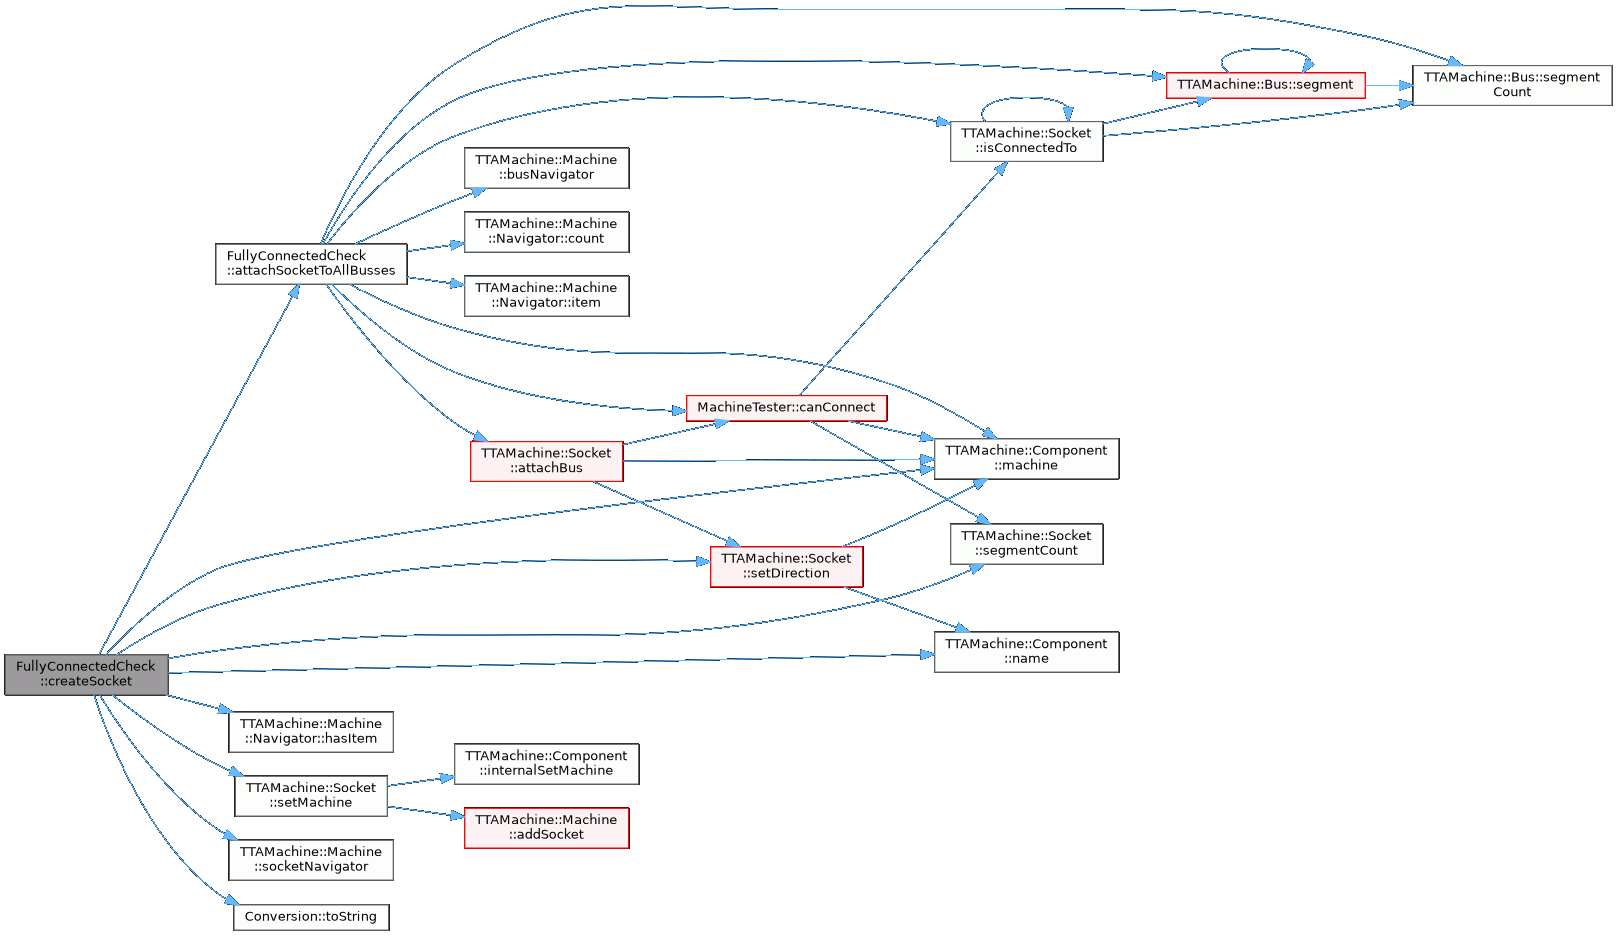 TTAMachine::Bus::segment
TTAMachine::Bus::segment
Count
TTAMachine::Socket
::isConnectedTo
TTAMachine::Machine
::busNavigator
TTAMachine::Machine
::Navigator::count
FullyConnectedCheck
::attachSocketToAllBusses
TTAMachine::Machine
::Navigator::item
MachineTester::canConnect
TTAMachine::Socket
::attachBus
TTAMachine::Component
::machine
TTAMachine::Socket
::segmentCount
TTAMachine::Socket
::setDirection
TTAMachine::Component
::name
FullyConnectedCheck
::createSocket
TTAMachine::Machine
::Navigator::hasItem
TTAMachine::Component
::internalSetMachine
TTAMachine::Socket
::setMachine
TTAMachine::Machine
::addSocket
TTAMachine::Machine
::socketNavigator
Conversion::toString